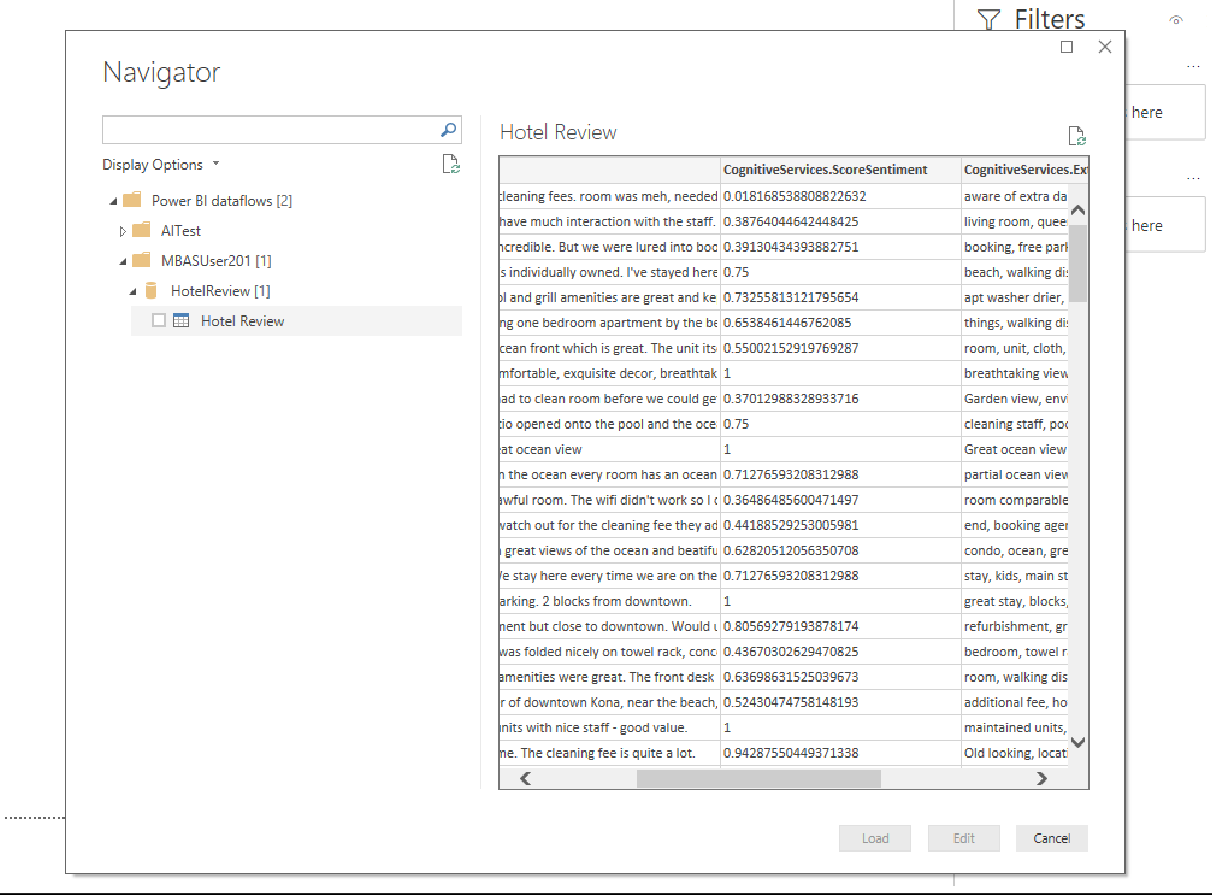 Filters
...
here
...
here
Navigator
Display Options
Power BI dataflows [2]
AITest
MBASUser201 [1]
HotelReview [1]
Hotel Review
Hotel Review
CognitiveServices.ScoreSentiment CognitiveServices.Ex
cleaning fees. room was meh, needed 0.018168538808822632 aware of extra da
have much interaction with the staff. 0.38764044642448425 living room, quee
ncredible. But we were lured into boo 0.39130434393882751 booking, free park
s individually owned. I've stayed here 0.75 beach, walking dis
ol and grill amenities are great and ke 0.73255813121795654 apt washer drier,
ng one bedroom apartment by the be 0.6538461446762085 things, walking dis
cean front which is great. The unit its 0.55002152919769287 room, unit, cloth,
mfortable, exquisite decor, breathtak 1 breathtaking view
ad to clean room before we could ge 0.37012988328933716 Garden view, envi
tio opened onto the pool and the oce 0.75 cleaning staff, poo
at ocean view 1 Great ocean view
n the ocean every room has an ocean 0.71276593208312988 partial ocean view
awful room. The wifi didn't work so I 0.36486485600471497 room comparable
watch out for the cleaning fee they ad 0.44188529253005981 end, booking agen
great views of the ocean and beatifu 0.62820512056350708 condo, ocean, gre
We stay here every time we are on the 0.71276593208312988 stay, kids, main st
arking. 2 blocks from downtown. 1 great stay, blocks,
ment but close to downtown. Would u 0.80569279193878174 refurbishment, gr
was folded nicely on towel rack, conc 0.43670302629470825 bedroom, towel r
amenities were great. The front desk 0.63698631525039673 room, walking dis
r of downtown Kona, near the beach, 0.52430474758148193 additional fee, ho
nits with nice staff - good value. 1 maintained units,
me. The cleaning fee is quite a lot. 0.94287550449371338 Old looking, locati
Load Edit Cancel